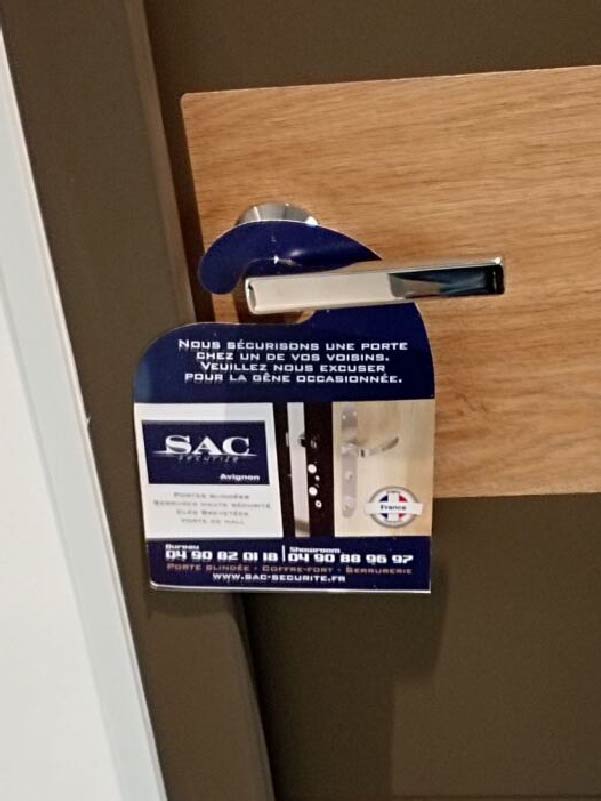 NOUS SÉCURISONS UNE PORTE
CHEZ UN DE VOS VOISINS.
VEUILLEZ NOUS EXCUSER
POUR LA GÊNE OCCASIONNÉE.
SAC
SECURITE
Avignon
PORTES BLINDÉES
SERRURES HAUTE SÉCURITÉ
PORTE DE HALL
France
Bureau
04 90 82 01 18
Showroom
04 90 88 96 97
PORTE BLINDÉE - COFFRE-FORT - SERRURERIE
WWW.SAC-SECURITE.FR